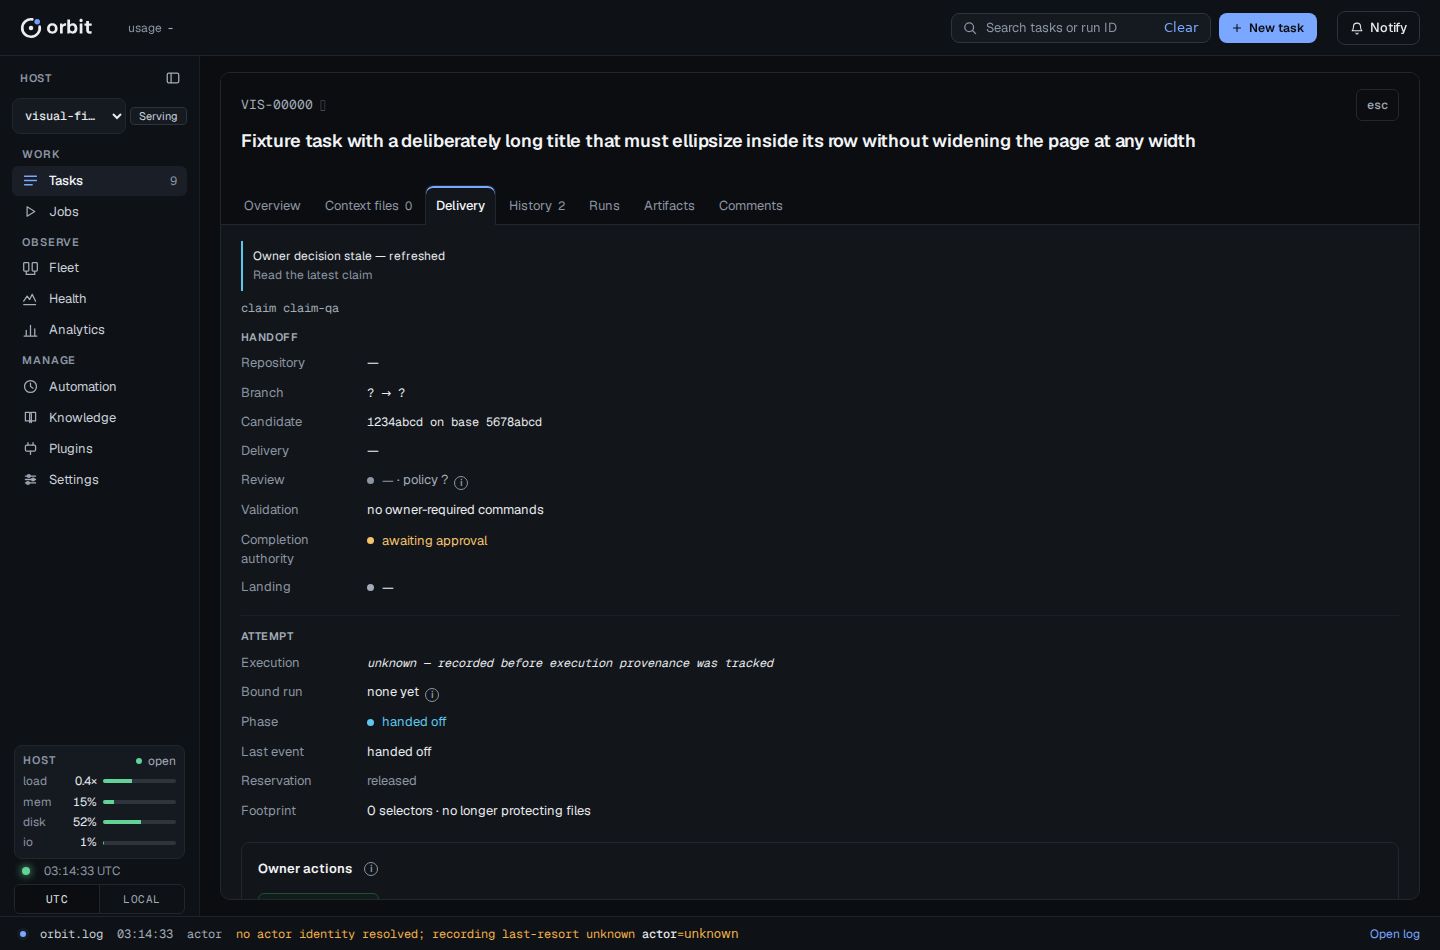 orbit
usage -
Search tasks or run ID
Clear
+ New task
Notify
HOST
visual-fi…
Serving
WORK
Tasks 9
Jobs
OBSERVE
Fleet
Health
Analytics
MANAGE
Automation
Knowledge
Plugins
Settings
HOST open
load 0.4×
mem 15%
disk 52%
io 1%
03:14:33 UTC
UTC LOCAL
VIS-00000
esc
Fixture task with a deliberately long title that must ellipsize inside its row without widening the page at any width
Overview Context files 0 Delivery History 2 Runs Artifacts Comments
Owner decision stale — refreshed
Read the latest claim
claim claim-qa
HANDOFF
Repository —
Branch ? → ?
Candidate 1234abcd on base 5678abcd
Delivery —
Review — · policy ? i
Validation no owner-required commands
Completion authority awaiting approval
Landing —
ATTEMPT
Execution unknown — recorded before execution provenance was tracked
Bound run none yet i
Phase handed off
Last event handed off
Reservation released
Footprint 0 selectors · no longer protecting files
Owner actions i
orbit.log 03:14:33 actor no actor identity resolved; recording last-resort unknown actor=unknown
Open log